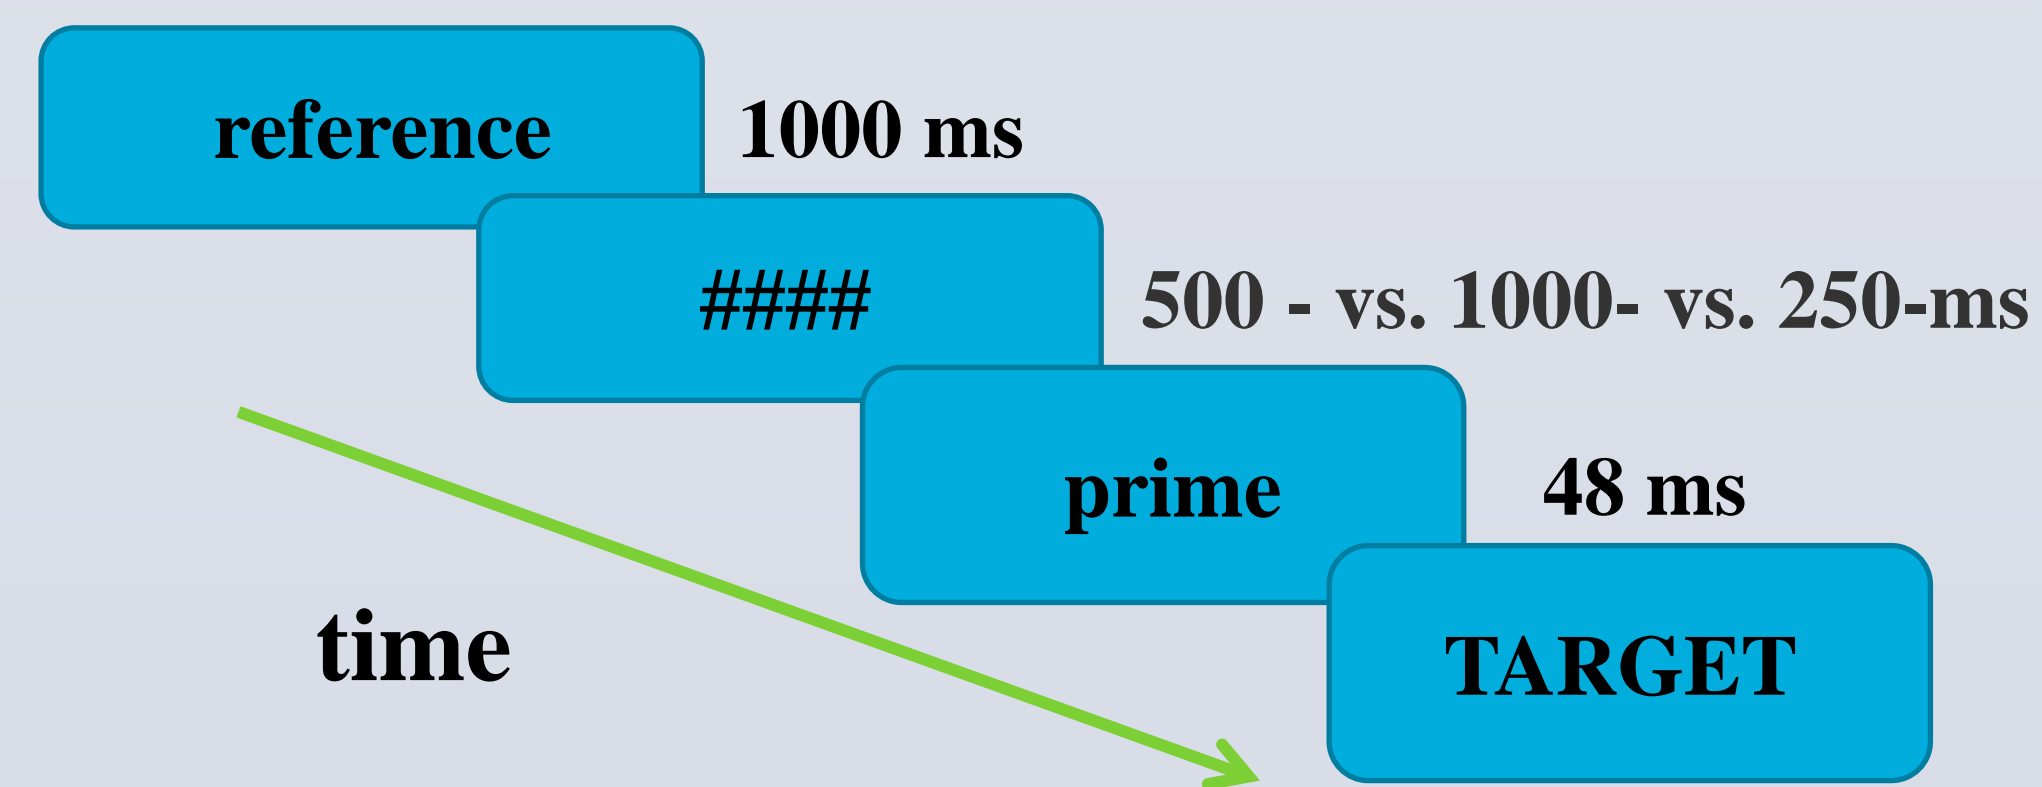 reference
1000 ms
####
500 - vs. 1000- vs. 250-ms
prime
48 ms
time
TARGET